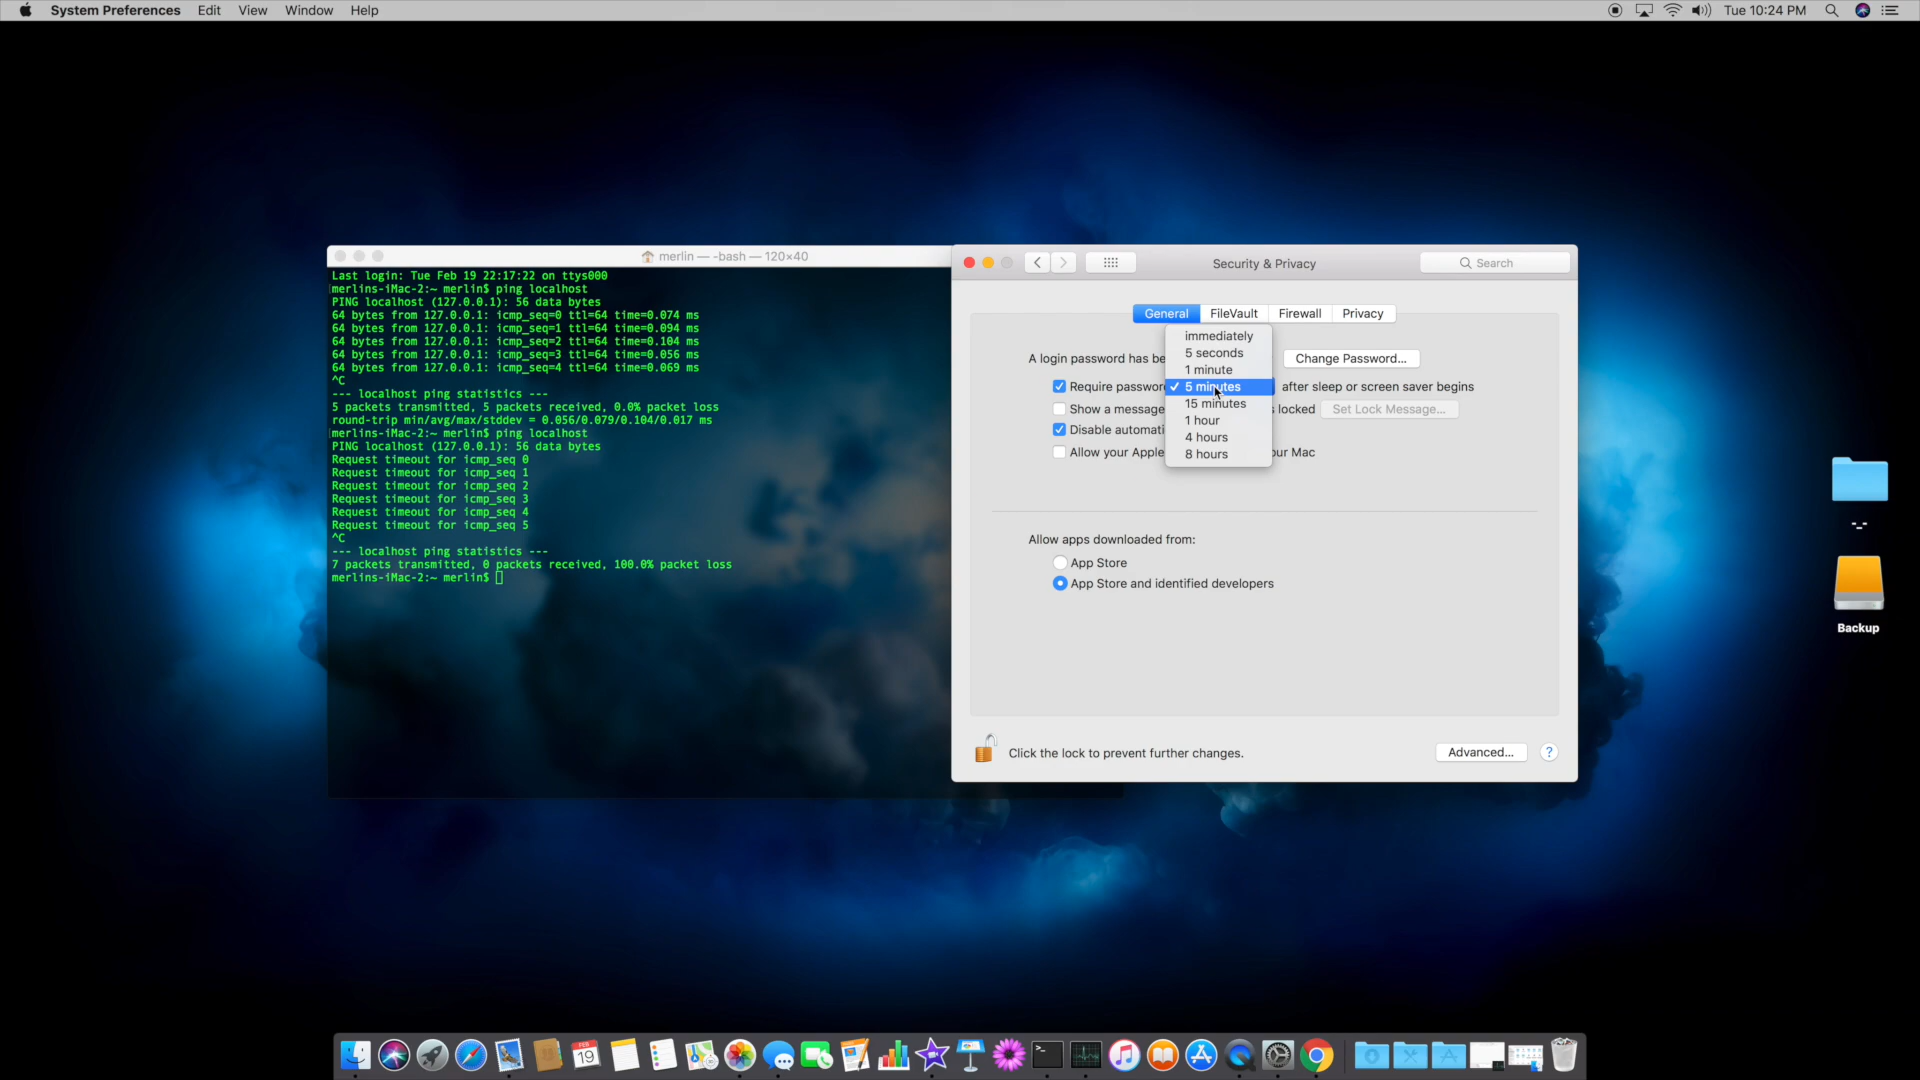 System Preferences Edit View Window Help
Tue 10:24 PM
merlin — -bash — 120×40
Last login: Tue Feb 19 22:17:22 on ttys000
merlins-iMac-2:~ merlin$ ping localhost
PING localhost (127.0.0.1): 56 data bytes
64 bytes from 127.0.0.1: icmp_seq=0 ttl=64 time=0.074 ms
64 bytes from 127.0.0.1: icmp_seq=1 ttl=64 time=0.094 ms
64 bytes from 127.0.0.1: icmp_seq=2 ttl=64 time=0.104 ms
64 bytes from 127.0.0.1: icmp_seq=3 ttl=64 time=0.056 ms
64 bytes from 127.0.0.1: icmp_seq=4 ttl=64 time=0.069 ms
^C
--- localhost ping statistics ---
5 packets transmitted, 5 packets received, 0.0% packet loss
round-trip min/avg/max/stddev = 0.056/0.079/0.104/0.017 ms
merlins-iMac-2:~ merlin$ ping localhost
PING localhost (127.0.0.1): 56 data bytes
Request timeout for icmp_seq 0
Request timeout for icmp_seq 1
Request timeout for icmp_seq 2
Request timeout for icmp_seq 3
Request timeout for icmp_seq 4
Request timeout for icmp_seq 5
^C
--- localhost ping statistics ---
7 packets transmitted, 0 packets received, 100.0% packet loss
merlins-iMac-2:~ merlin$
Security & Privacy
Search
General FileVault Firewall Privacy
A login password has be
Change Password...
Require password
after sleep or screen saver begins
Show a message
s locked
Set Lock Message...
Disable automati
Allow your Apple
our Mac
immediately
5 seconds
1 minute
5 minutes
15 minutes
1 hour
4 hours
8 hours
Allow apps downloaded from:
App Store
App Store and identified developers
Click the lock to prevent further changes.
Advanced...
?
-_-
Backup
FEB
19